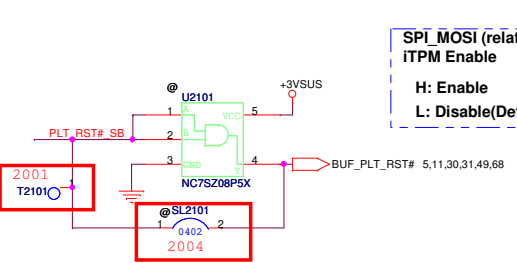 SPI_MOSI (relat
iTPM Enable
H: Enable
L: Disable(De
@
U2101
+3VSUS
1
A
VCC
5
PLT_RST#_SB
2
B
3
GND
4
Y
BUF_PLT_RST# 5,11,30,31,49,68
NC7SZ08P5X
2001
T2101
1
@
SL2101
1
2
0402
2004